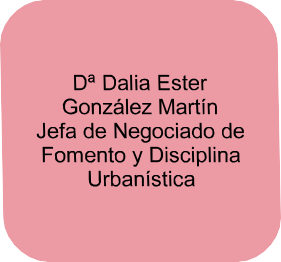 Dª Dalia Ester
González Martín
Jefa de Negociado de
Fomento y Disciplina
Urbanística